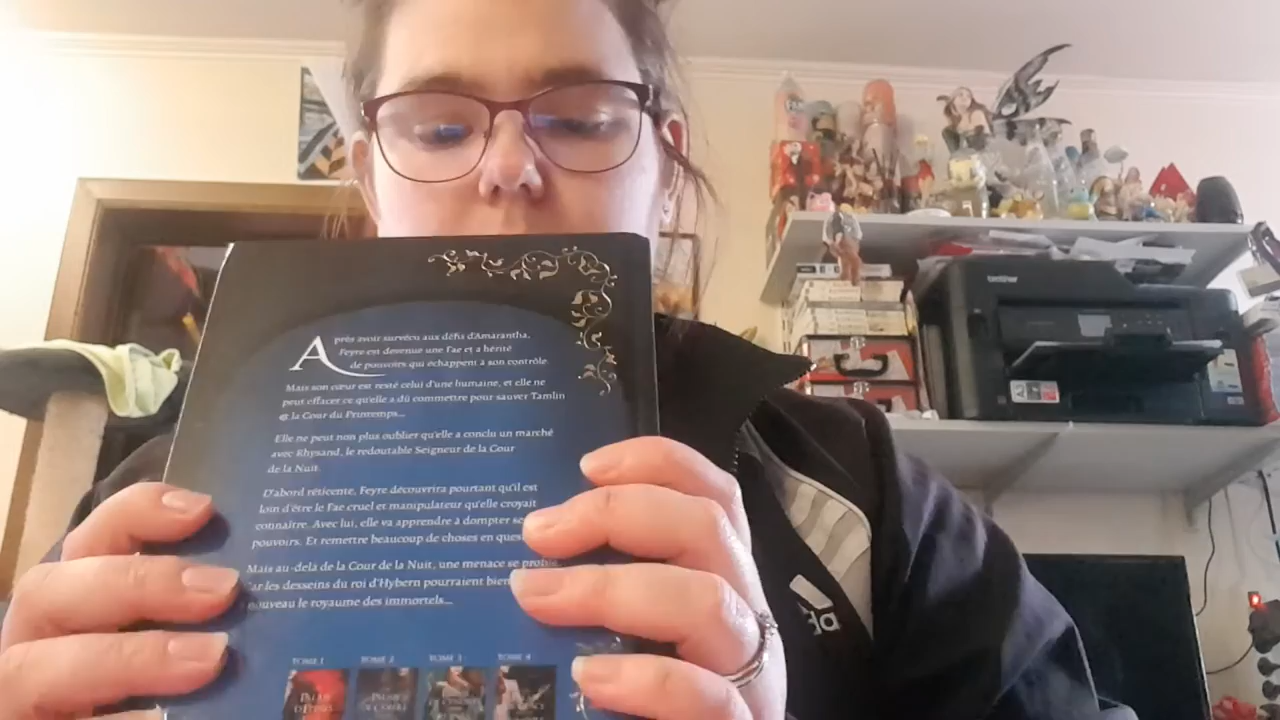 Après avoir survécu aux défis d'Amarantha,
Feyre est devenue une Fae et a hérité
de pouvoirs qui échappent à son contrôle.
Mais son cœur est resté celui d'une humaine, et elle ne
peut effacer ce qu'elle a dû commettre pour sauver Tamlin
& la Cour du Printemps...
Elle ne peut non plus oublier qu'elle a conclu un marché
avec Rhysand, le redoutable Seigneur de la Cour
de la Nuit.
D'abord réticente, Feyre découvrira pourtant qu'il est
loin d'être le Fae cruel et manipulateur qu'elle croyait
connaître. Avec lui, elle va apprendre à dompter
pouvoirs. Et remettre beaucoup de choses en ques
Mais au-delà de la Cour de la Nuit, une menace se
Car les desseins du roi d'Hybern pourraient bien
nouveau le royaume des immortels...
TOME 1 TOME 2 TOME 3 TOME 4
brother